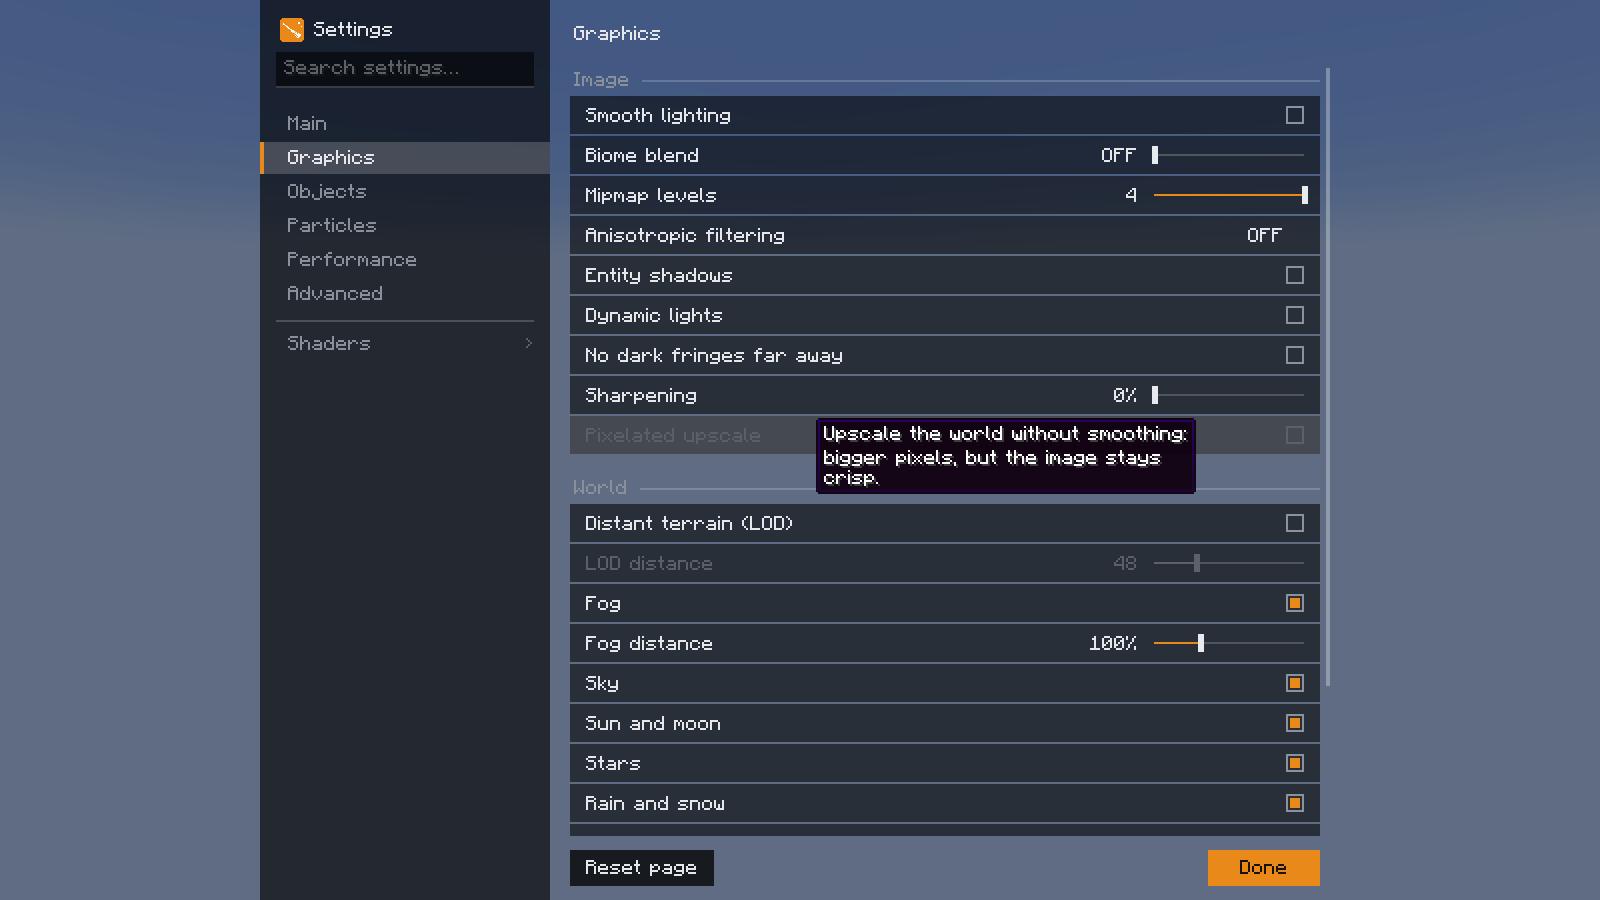 Settings
Search settings...
Main
Graphics
Objects
Particles
Performance
Advanced
Shaders
Graphics
Image
Smooth lighting
Biome blend OFF
Mipmap levels 4
Anisotropic filtering OFF
Entity shadows
Dynamic lights
No dark fringes far away
Sharpening 0%
Pixelated upscale
Upscale the world without smoothing:
bigger pixels, but the image stays
crisp.
World
Distant terrain (LOD)
LOD distance 48
Fog
Fog distance 100%
Sky
Sun and moon
Stars
Rain and snow
Reset page
Done